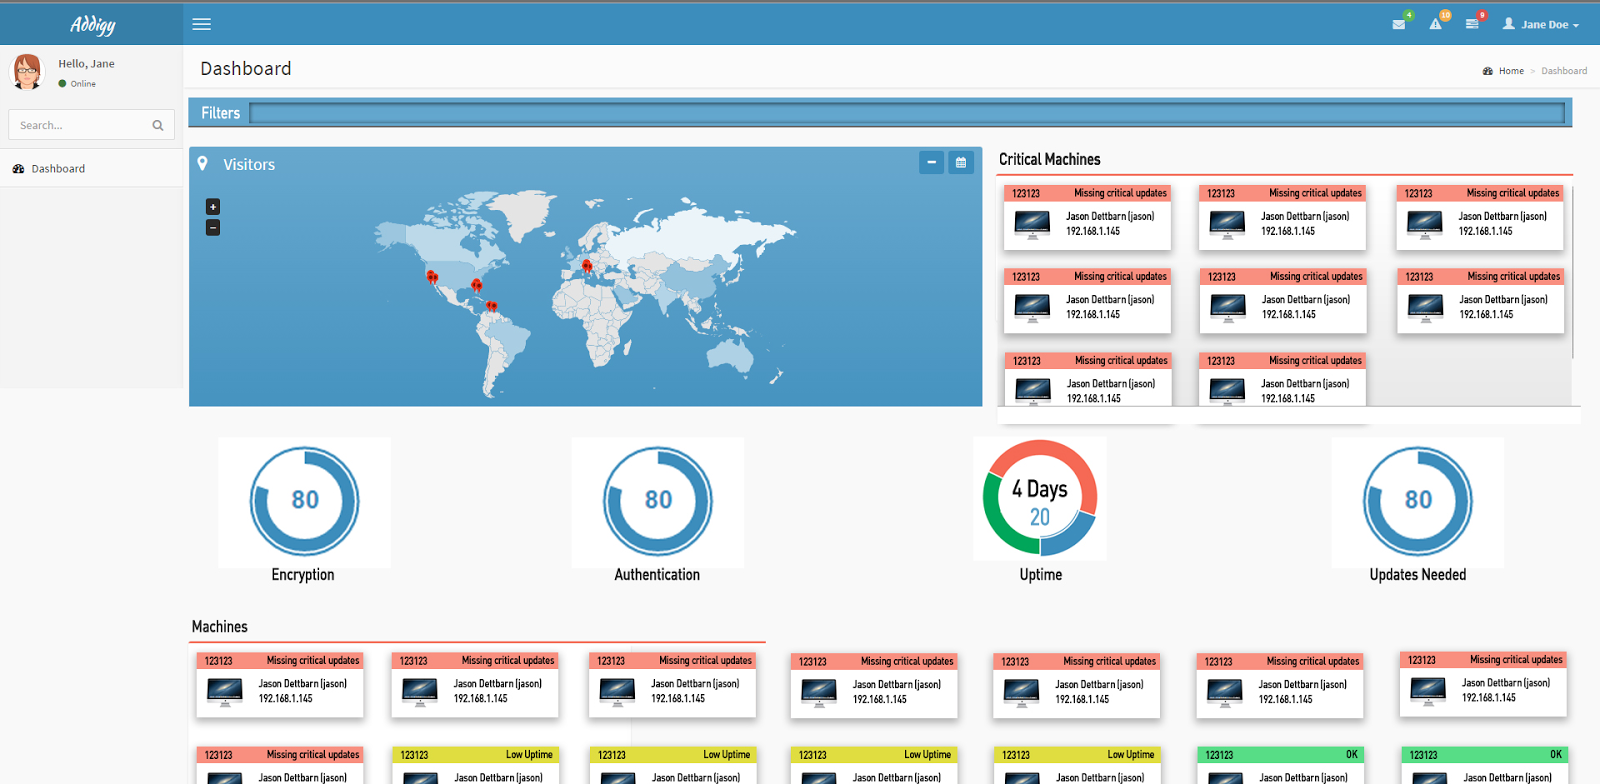 Addigy
4
10
9
Jane Doe
Hello, Jane
Online
Search...
Dashboard
Dashboard
Home > Dashboard
Filters
Visitors
+
−
Critical Machines
123123 Missing critical updates
Jason Dettbarn (jason)
192.168.1.145
123123 Missing critical updates
Jason Dettbarn (jason)
192.168.1.145
123123 Missing critical updates
Jason Dettbarn (jason)
192.168.1.145
123123 Missing critical updates
Jason Dettbarn (jason)
192.168.1.145
123123 Missing critical updates
Jason Dettbarn (jason)
192.168.1.145
123123 Missing critical updates
Jason Dettbarn (jason)
192.168.1.145
123123 Missing critical updates
Jason Dettbarn (jason)
192.168.1.145
123123 Missing critical updates
Jason Dettbarn (jason)
192.168.1.145
80
Encryption
80
Authentication
4 Days
20
Uptime
80
Updates Needed
Machines
123123 Missing critical updates
Jason Dettbarn (jason)
192.168.1.145
123123 Missing critical updates
Jason Dettbarn (jason)
192.168.1.145
123123 Missing critical updates
Jason Dettbarn (jason)
192.168.1.145
123123 Missing critical updates
Jason Dettbarn (jason)
192.168.1.145
123123 Missing critical updates
Jason Dettbarn (jason)
192.168.1.145
123123 Missing critical updates
Jason Dettbarn (jason)
192.168.1.145
123123 Missing critical updates
Jason Dettbarn (jason)
192.168.1.145
123123 Missing critical updates
Jason Dettbarn (jason)
123123 Low Uptime
Jason Dettbarn (jason)
123123 Low Uptime
Jason Dettbarn (jason)
123123 Low Uptime
Jason Dettbarn (jason)
123123 Low Uptime
Jason Dettbarn (jason)
123123 OK
Jason Dettbarn (jason)
123123 OK
Jason Dettbarn (jason)